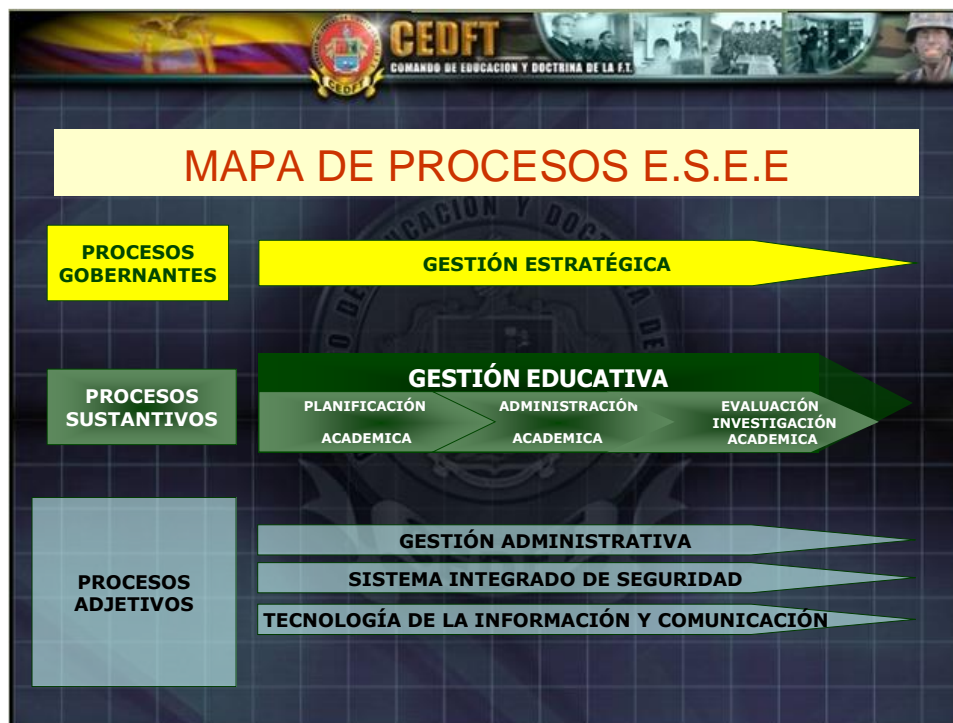 CEDFT
COMANDO DE EDUCACION Y DOCTRINA DE LA F.T.
CEDFT
MAPA DE PROCESOS E.S.E.E
PROCESOS
GOBERNANTES
GESTIÓN ESTRATÉGICA
PROCESOS
SUSTANTIVOS
GESTIÓN EDUCATIVA
PLANIFICACIÓN
ACADEMICA
ADMINISTRACIÓN
ACADEMICA
EVALUACIÓN
INVESTIGACIÓN
ACADEMICA
PROCESOS
ADJETIVOS
GESTIÓN ADMINISTRATIVA
SISTEMA INTEGRADO DE SEGURIDAD
TECNOLOGÍA DE LA INFORMACIÓN Y COMUNICACIÓN